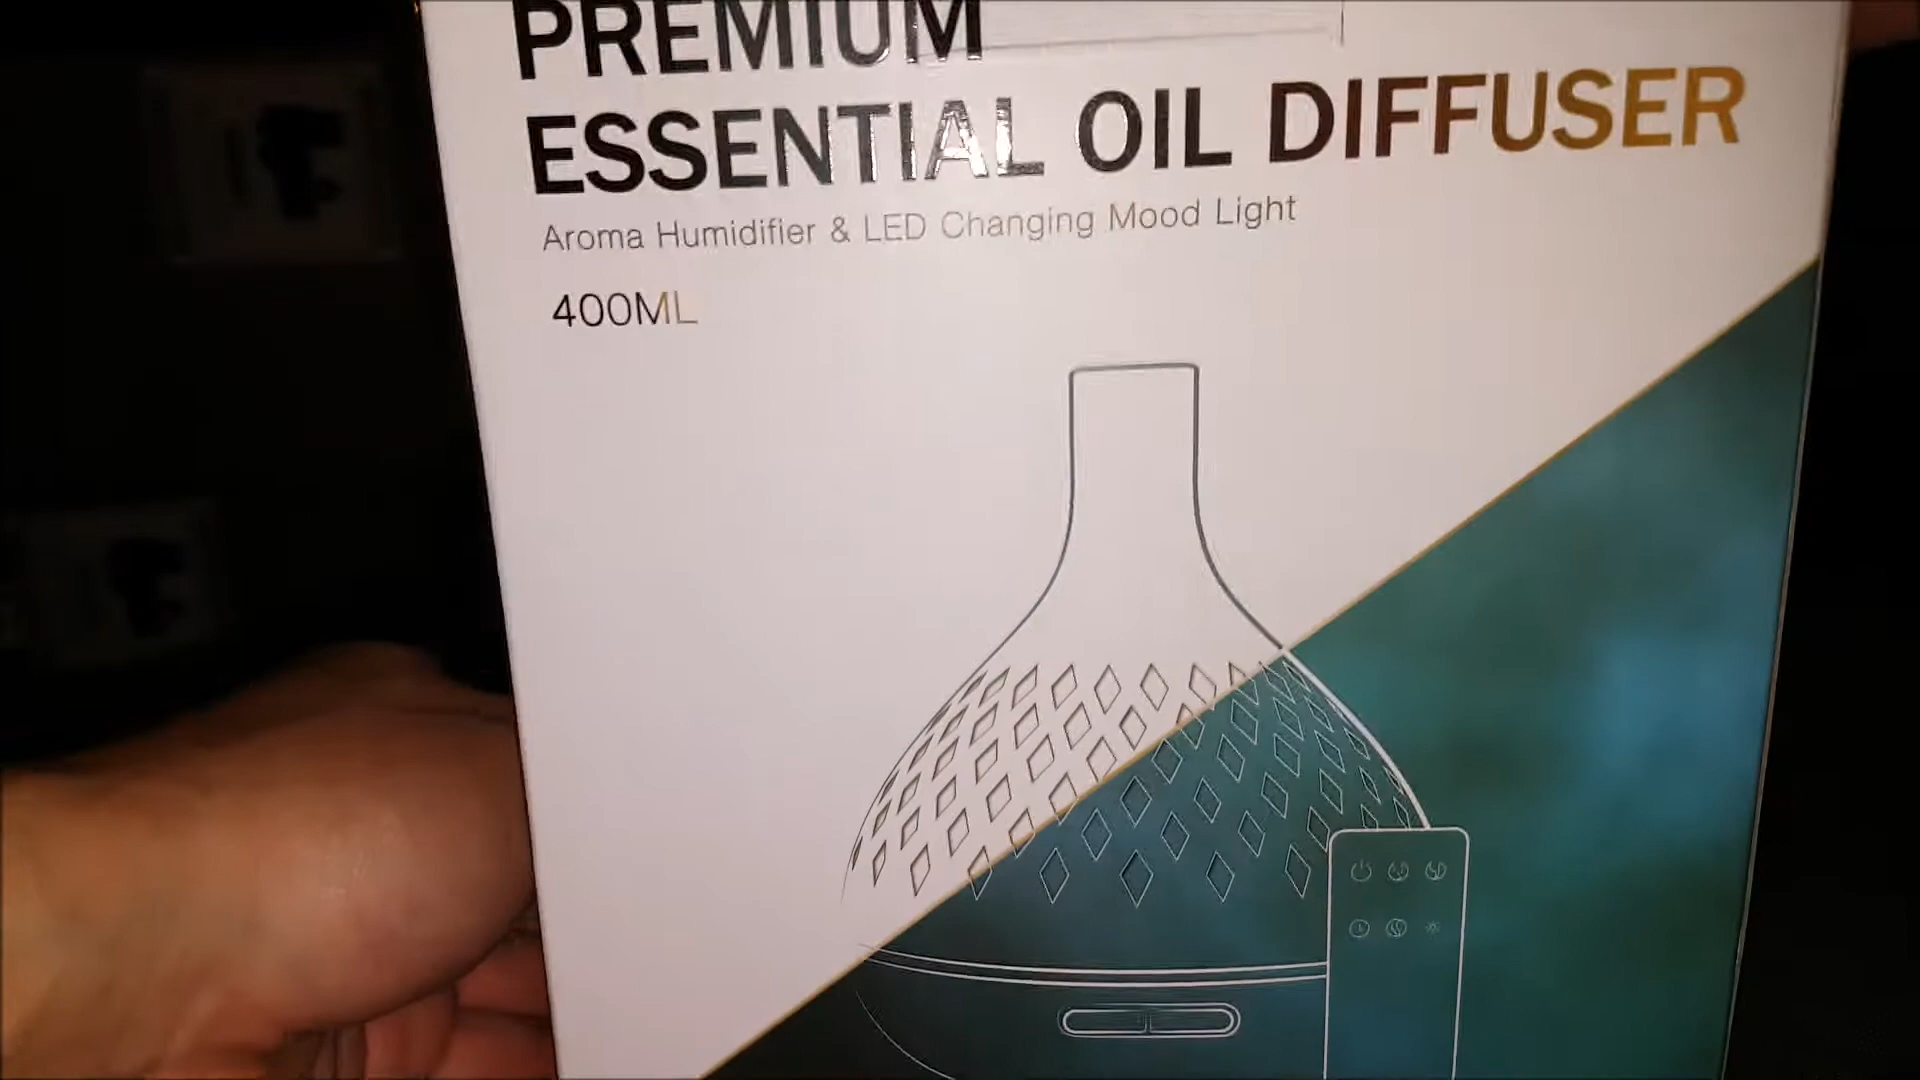 PREMIUM
ESSENTIAL OIL DIFFUSER
Aroma Humidifier & LED Changing Mood Light
400ML